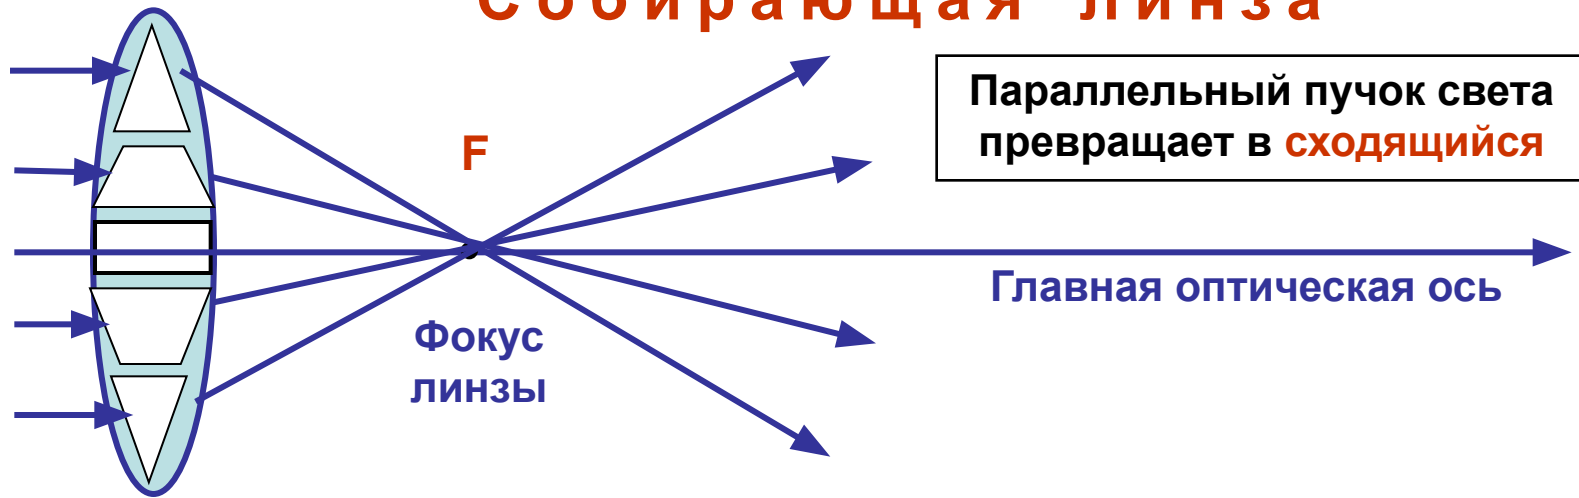 Собирающая линза
Параллельный пучок света
превращает в сходящийся
F
Главная оптическая ось
Фокус
линзы